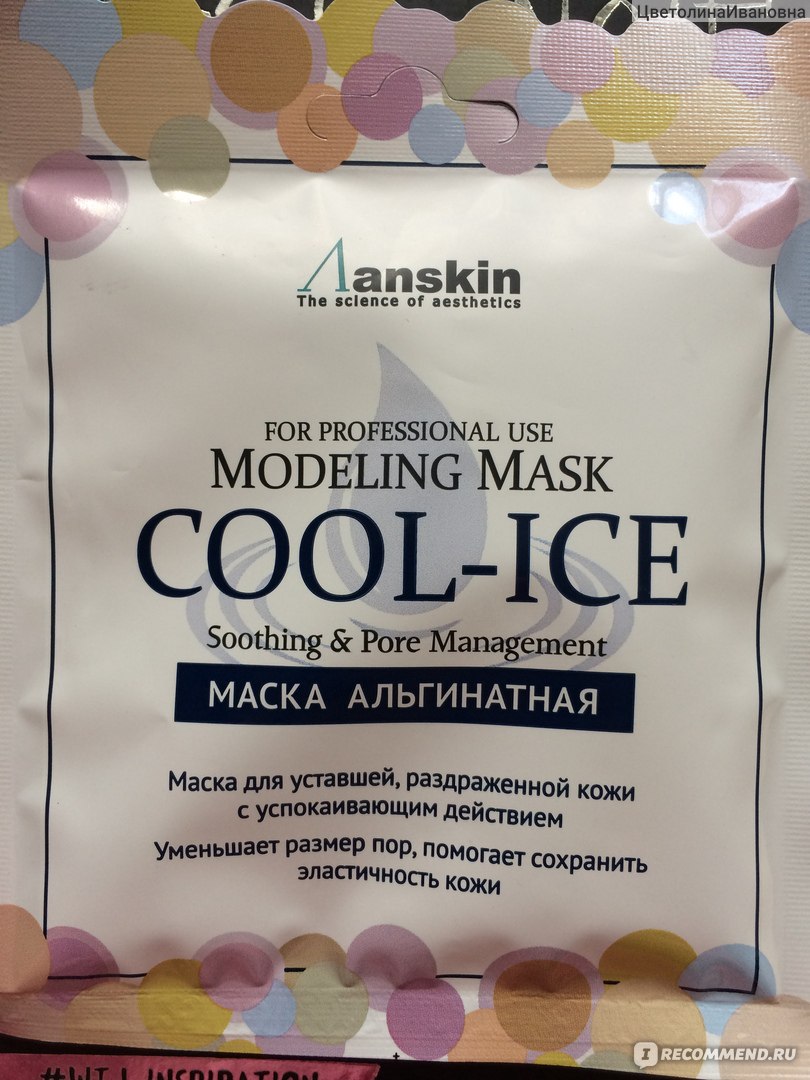 ЦветолинаИвановна
anskin
The science of aesthetics
FOR PROFESSIONAL USE
MODELING MASK
COOL-ICE
Soothing & Pore Management
МАСКА АЛЬГИНАТНАЯ
Маска для уставшей, раздраженной кожи
с успокаивающим действием
Уменьшает размер пор, помогает сохранить
эластичность кожи
I RECOMMEND.RU
INSPIRATION